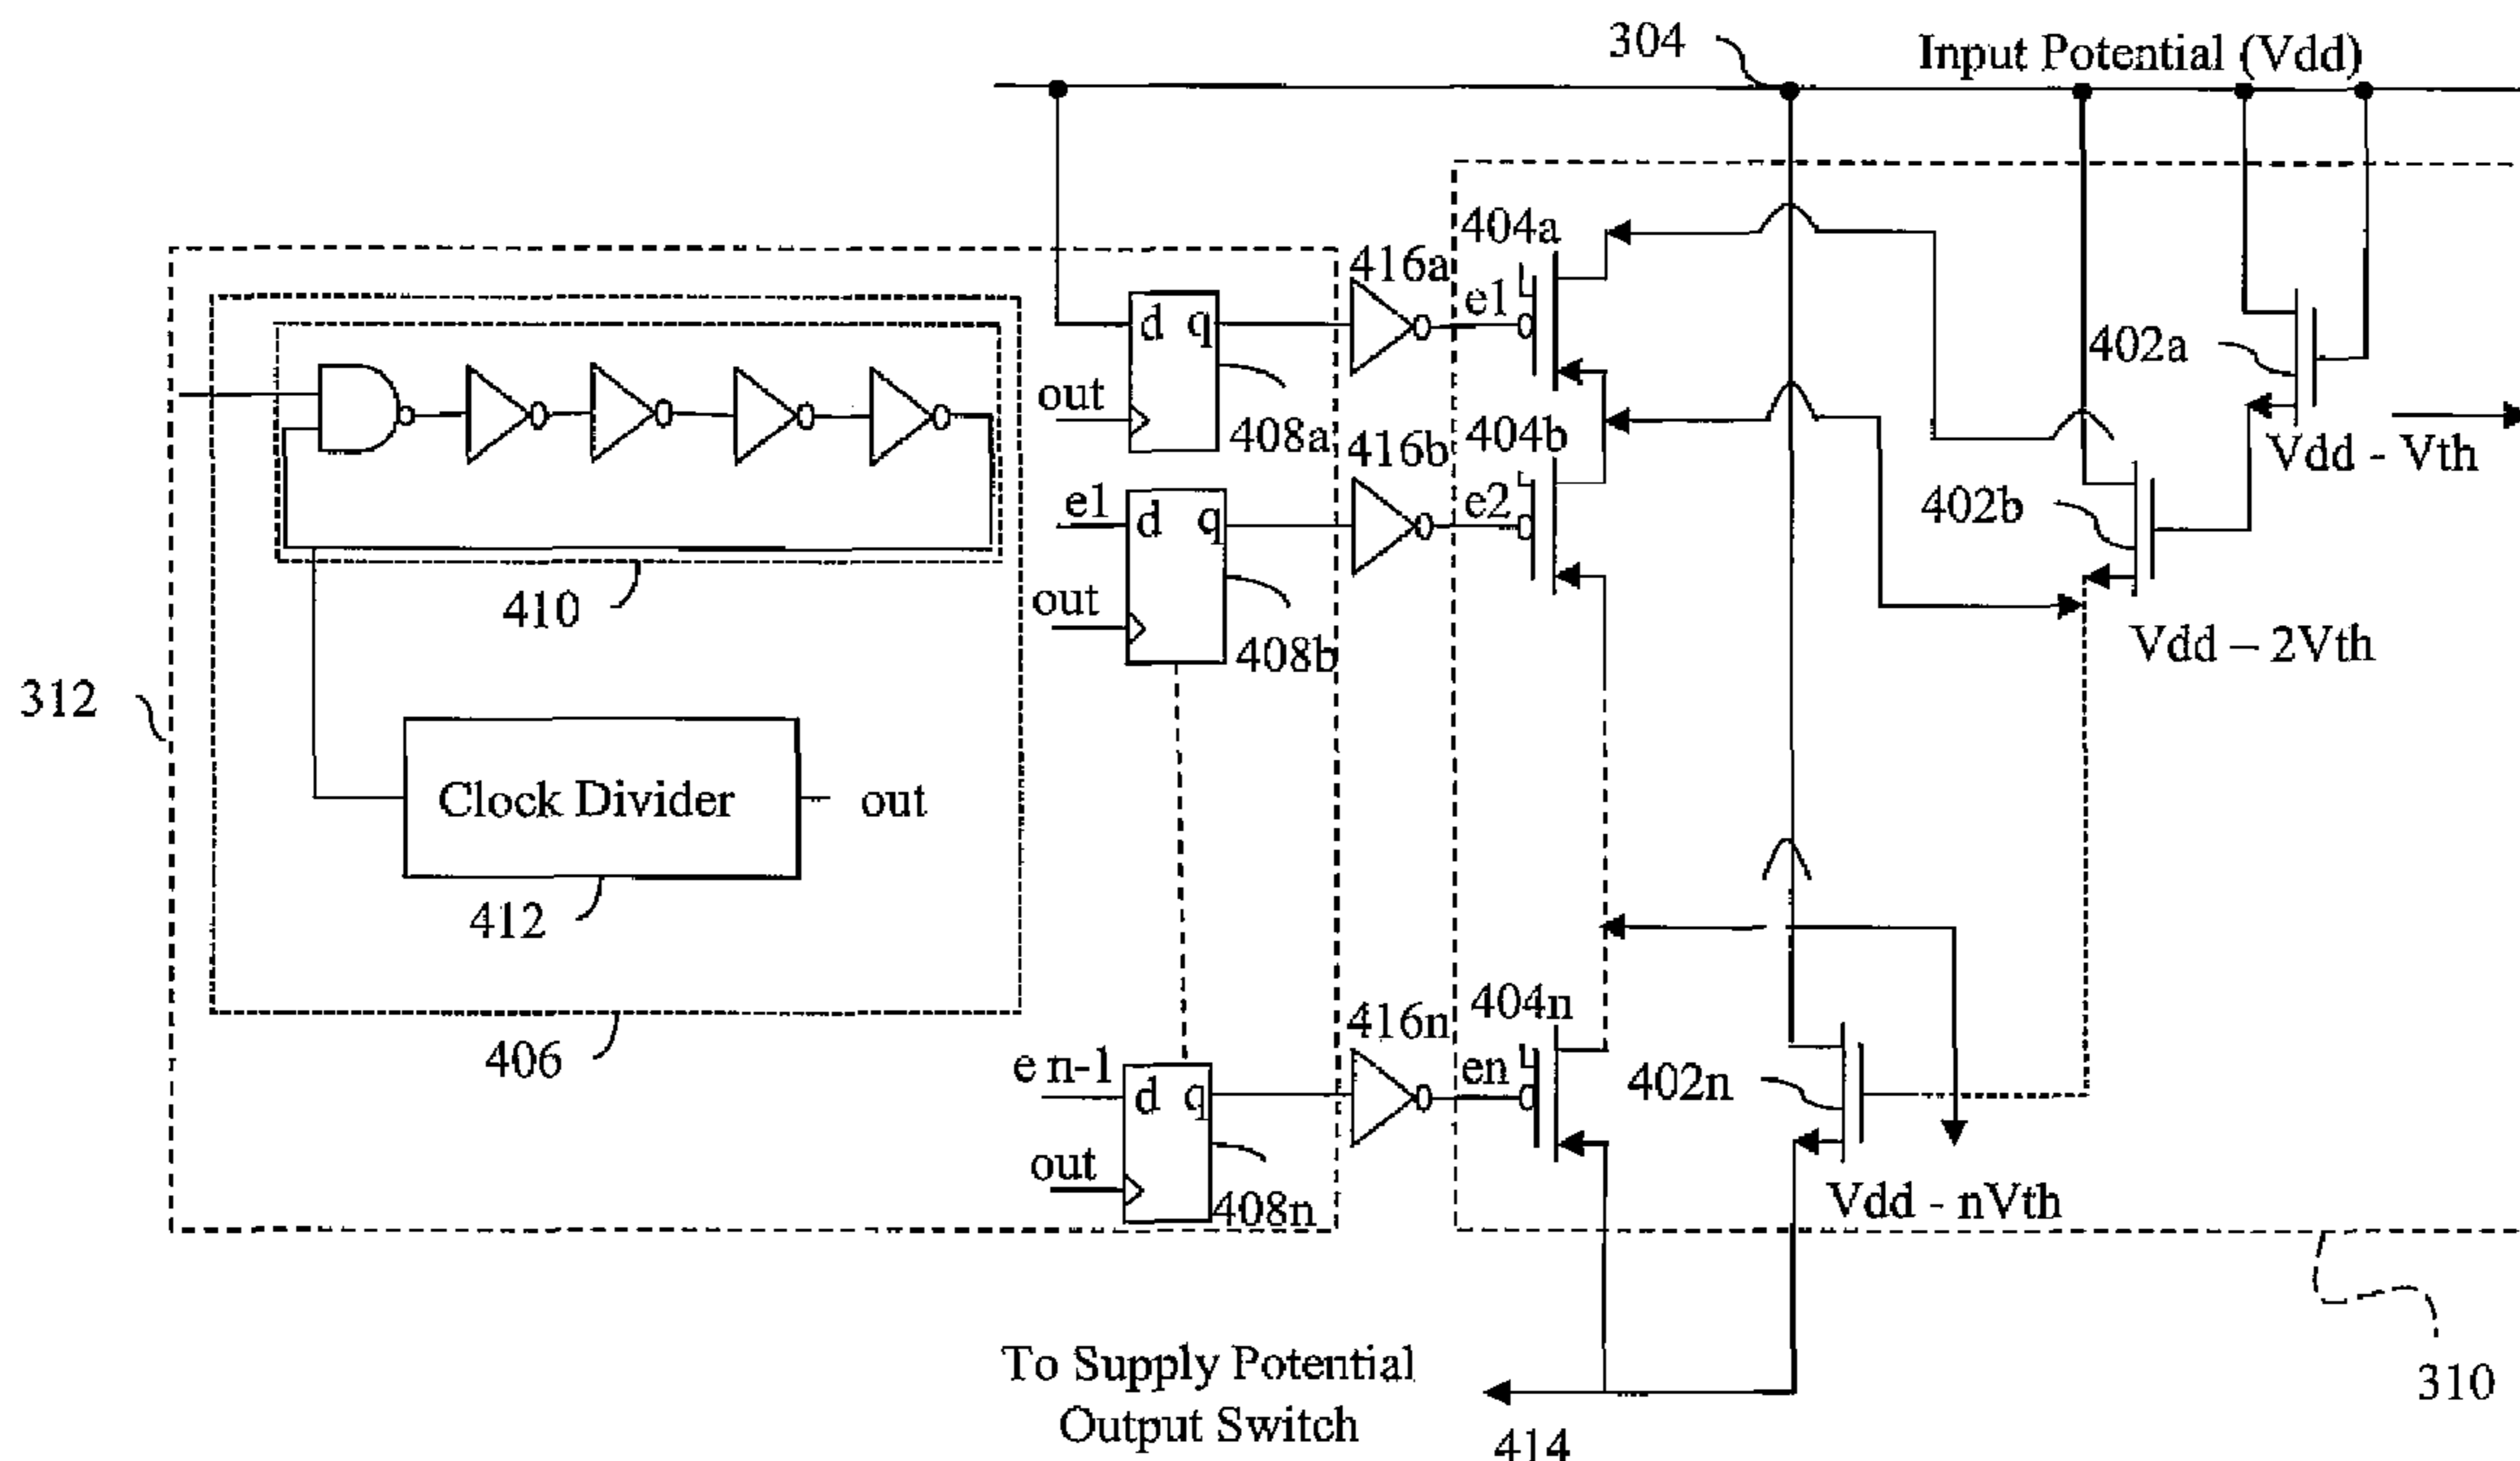 304
Input Potential (Vdd)
404a
416a
e1
d q
402a
out
408a
416b
404b
Vdd - Vth
e1
d q
e2
402b
410
out
408b
Vdd – 2Vth
312
Clock Divider
out
412
404n
416n
406
e n-1
d q
en
402n
out
408n
Vdd - nVth
To Supply Potential
Output Switch
310
414